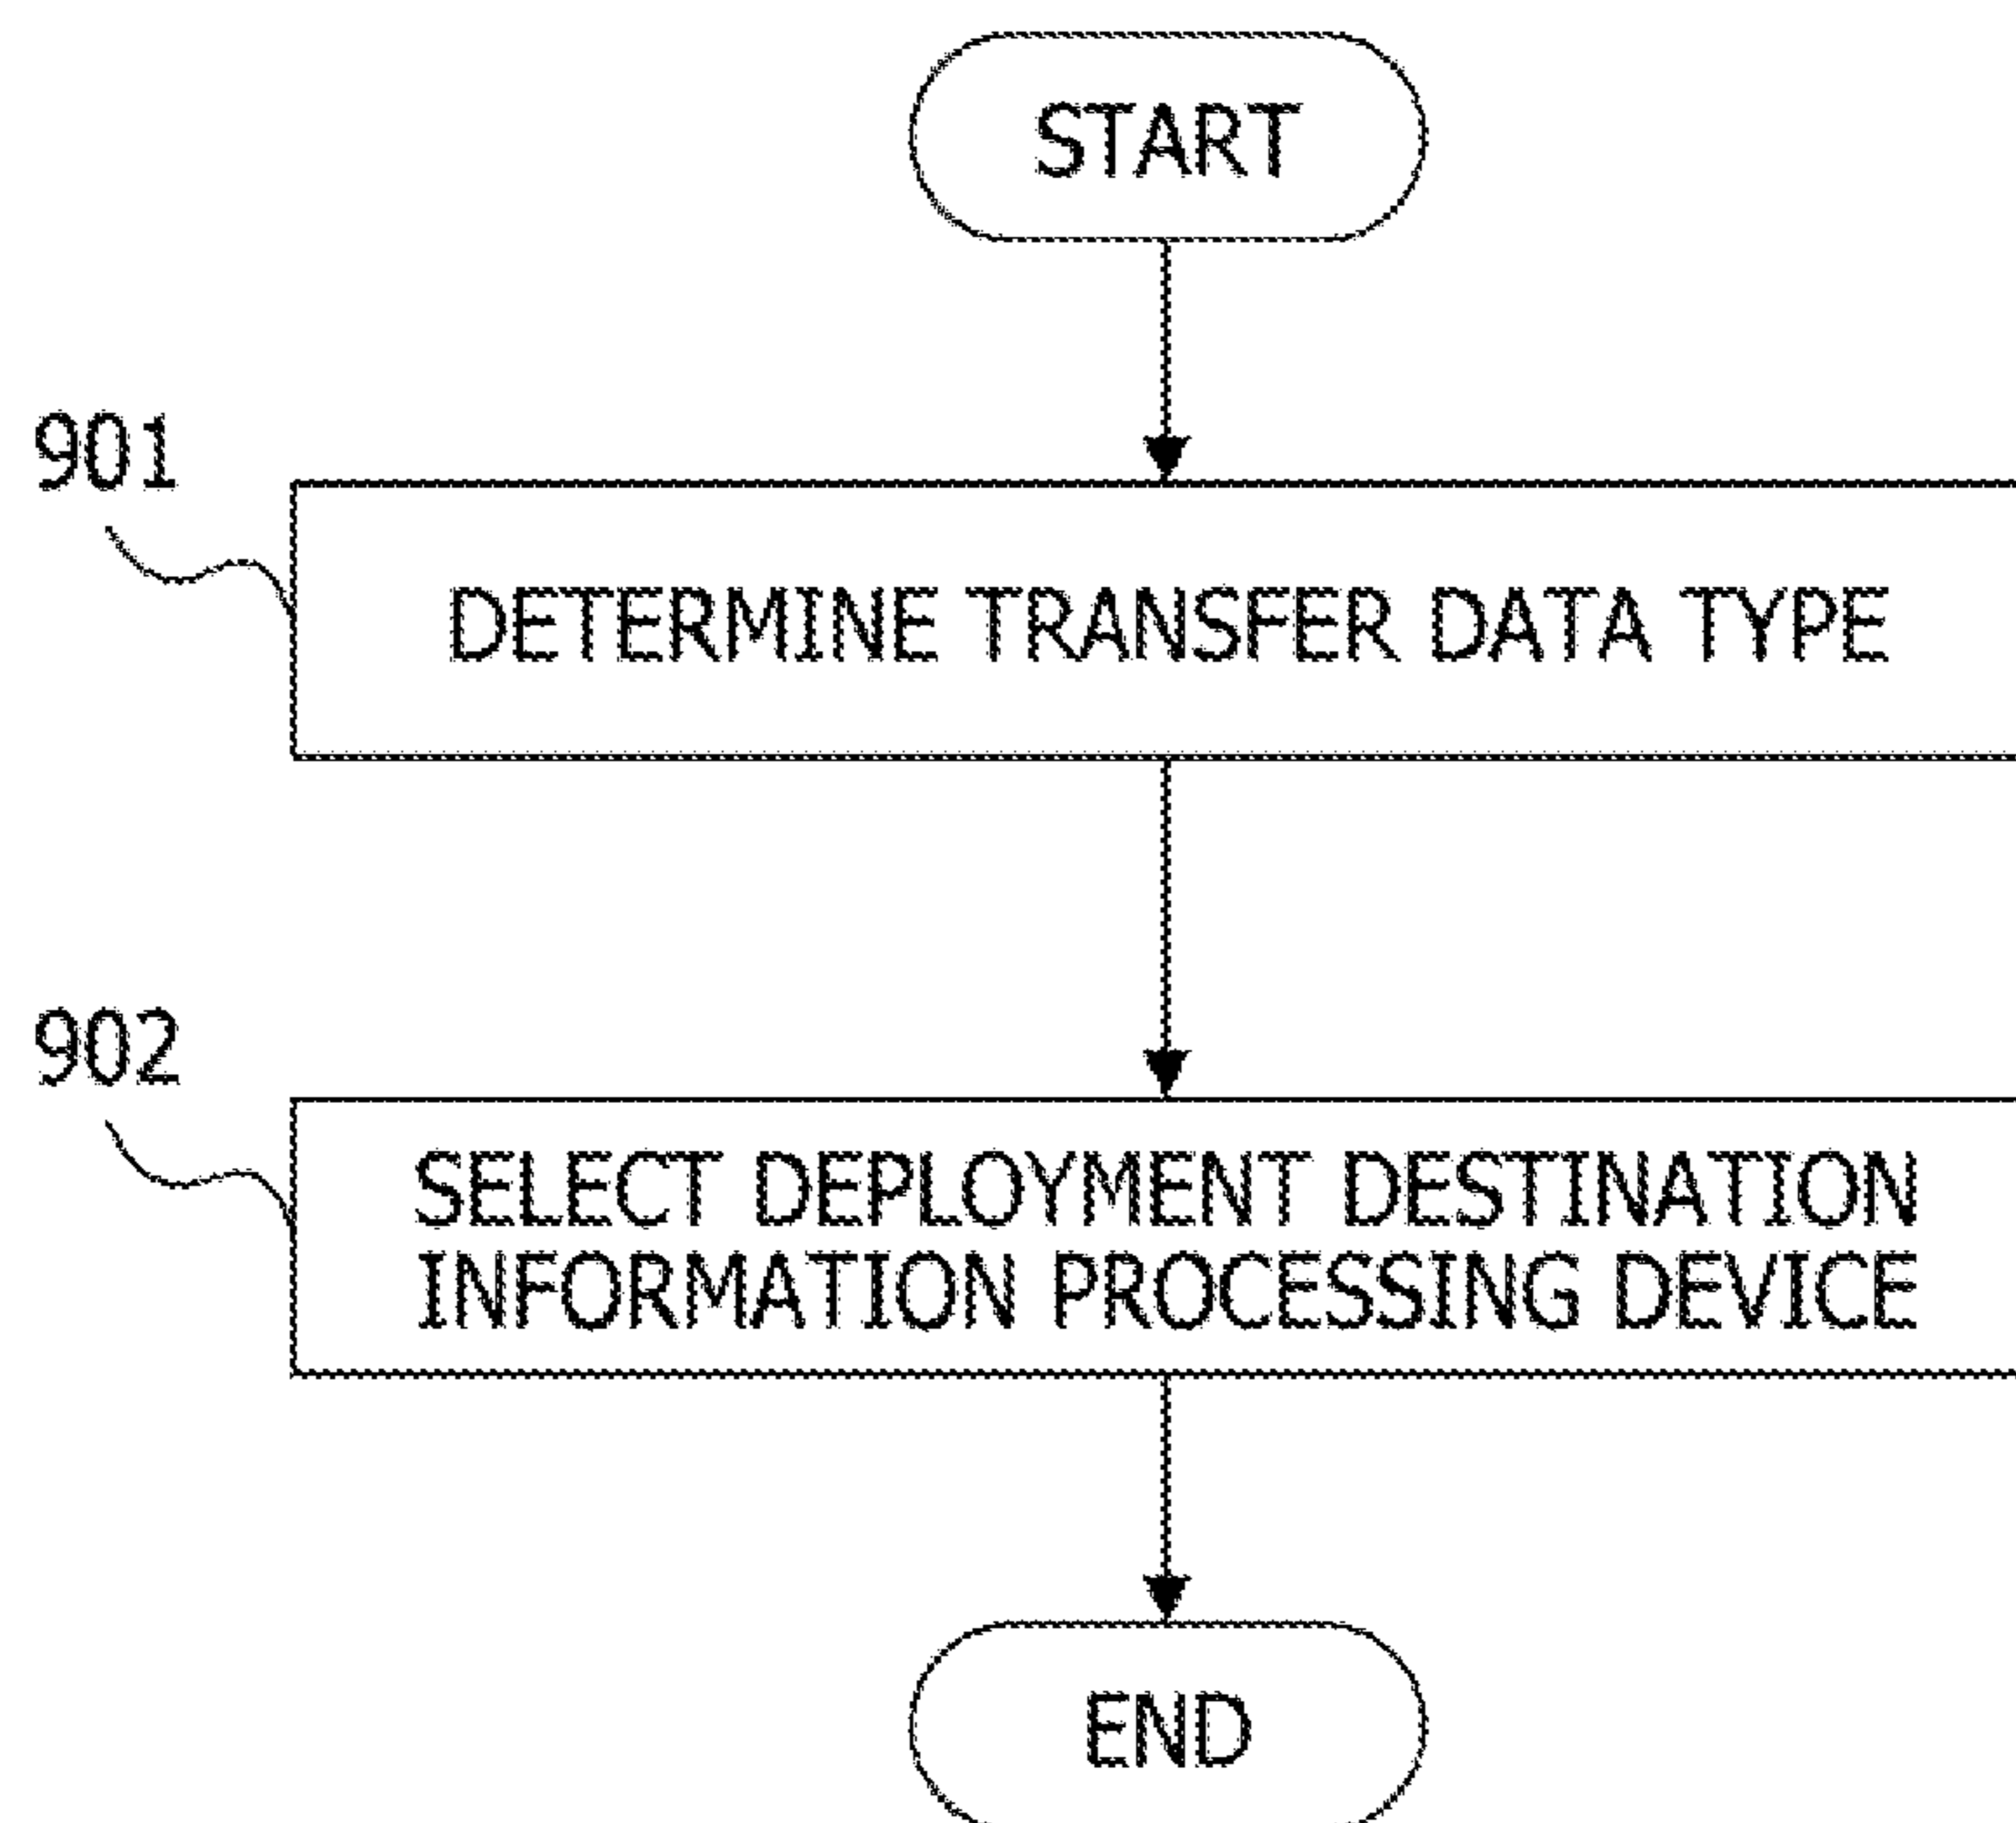 START
901
DETERMINE TRANSFER DATA TYPE
902
SELECT DEPLOYMENT DESTINATION
INFORMATION PROCESSING DEVICE
END